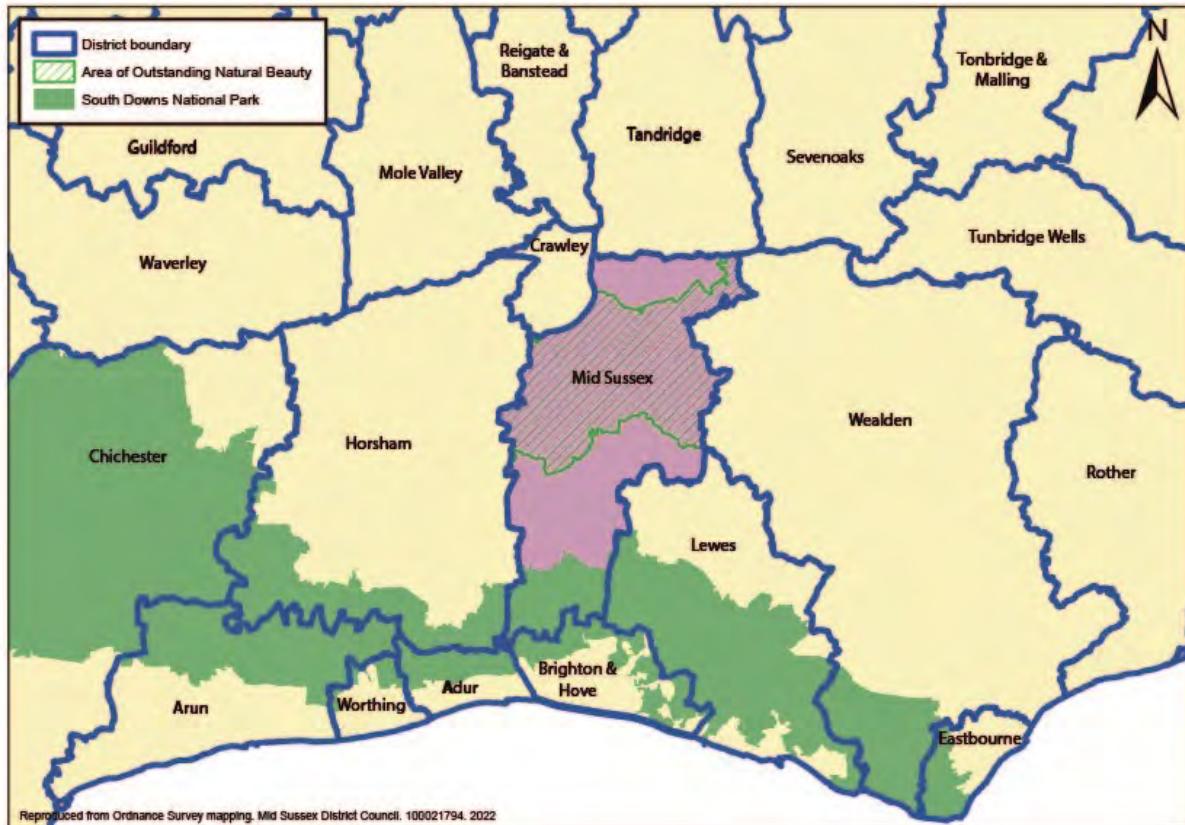 District boundary
Area of Outstanding Natural Beauty
South Downs National Park
N
Reigate &
Banstead
Tonbridge &
Malling
Guildford
Mole Valley
Tandridge
Sevenoaks
Waverley
Crawley
Tunbridge Wells
Mid Sussex
Chichester
Horsham
Wealden
Rother
Lewes
Arun
Worthing
Adur
Brighton &
Hove
Eastbourne
Reproduced from Ordnance Survey mapping. Mid Sussex District Council. 100021794. 2022